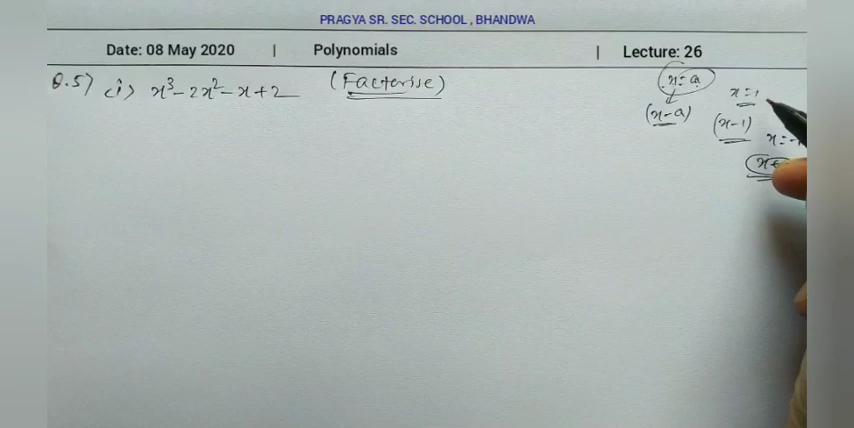 PRAGYA SR. SEC. SCHOOL , BHANDWA
Date: 08 May 2020 | Polynomials | Lecture: 26
Q.5) (i) x³-2x²-x+2 (Factorise)
x=a
(x-a)
x=1
(x-1)